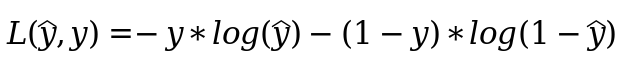 L(ŷ, y) = − y * log(ŷ) − (1 − y) * log(1 − ŷ)